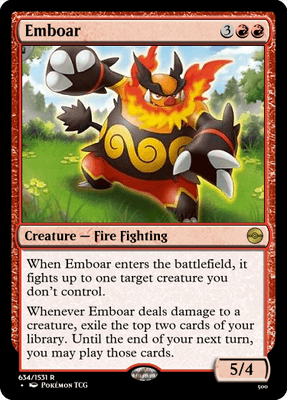 Emboar 3
Creature — Fire Fighting
When Emboar enters the battlefield, it
fights up to one target creature you
don't control.
Whenever Emboar deals damage to a
creature, exile the top two cards of your
library. Until the end of your next turn,
you may play those cards.
5/4
634/1531 R
• Pokémon TCG
500